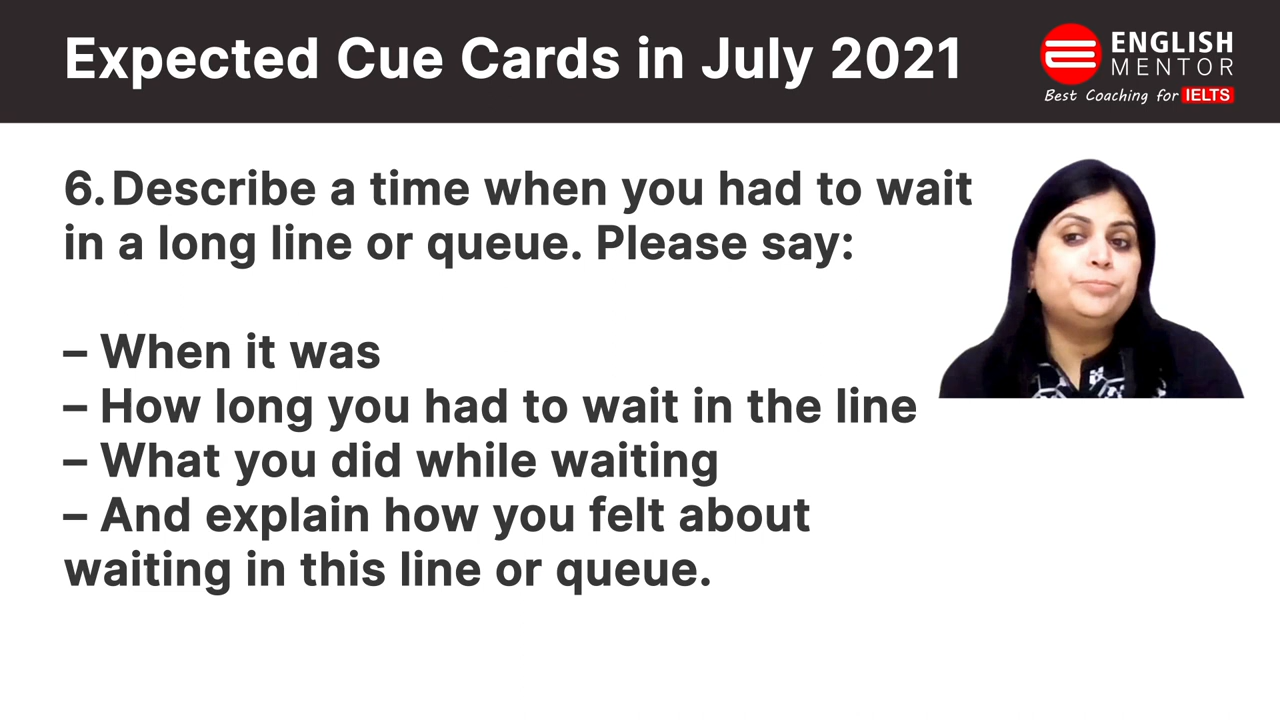 Expected Cue Cards in July 2021
ENGLISH
MENTOR
Best Coaching for IELTS
6. Describe a time when you had to wait
in a long line or queue. Please say:
– When it was
– How long you had to wait in the line
– What you did while waiting
– And explain how you felt about
waiting in this line or queue.